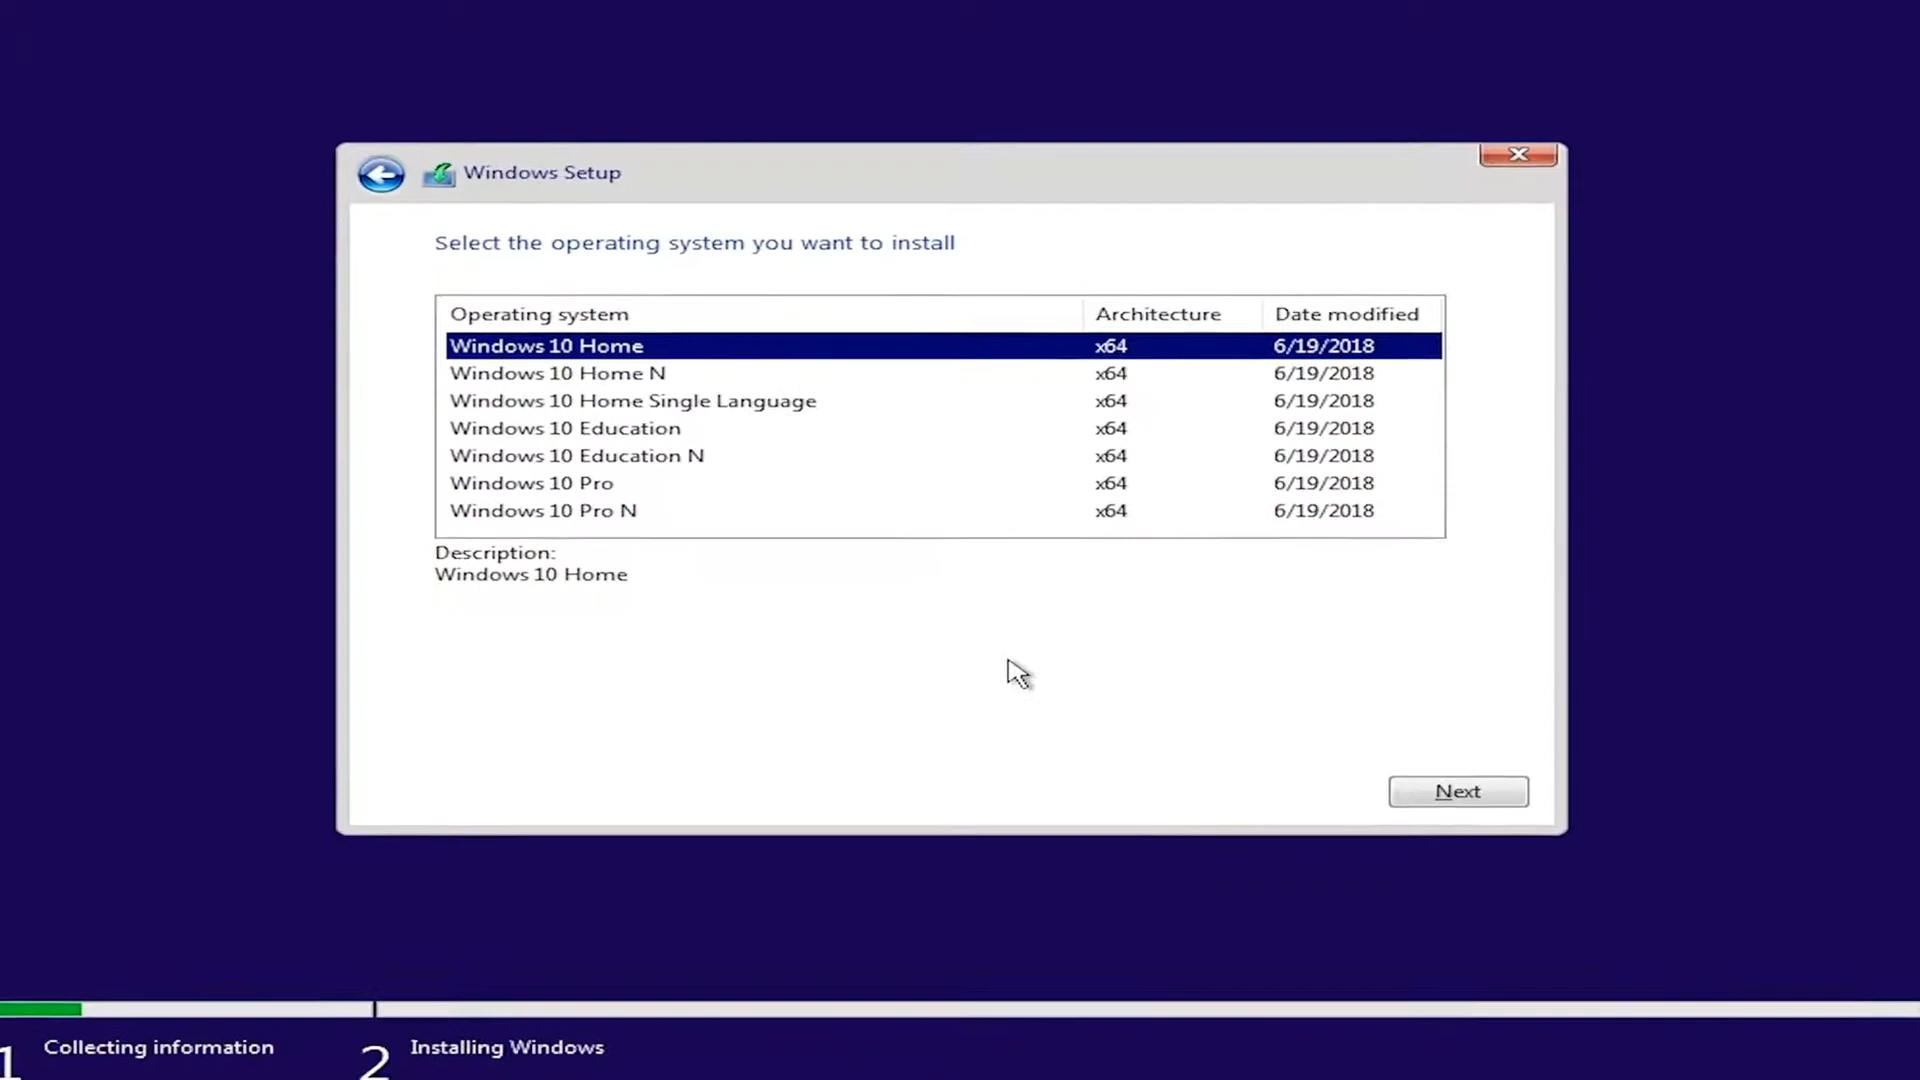 Windows Setup
Select the operating system you want to install
Operating system Architecture Date modified
Windows 10 Home x64 6/19/2018
Windows 10 Home N x64 6/19/2018
Windows 10 Home Single Language x64 6/19/2018
Windows 10 Education x64 6/19/2018
Windows 10 Education N x64 6/19/2018
Windows 10 Pro x64 6/19/2018
Windows 10 Pro N x64 6/19/2018
Description:
Windows 10 Home
Next
1 Collecting information 2 Installing Windows